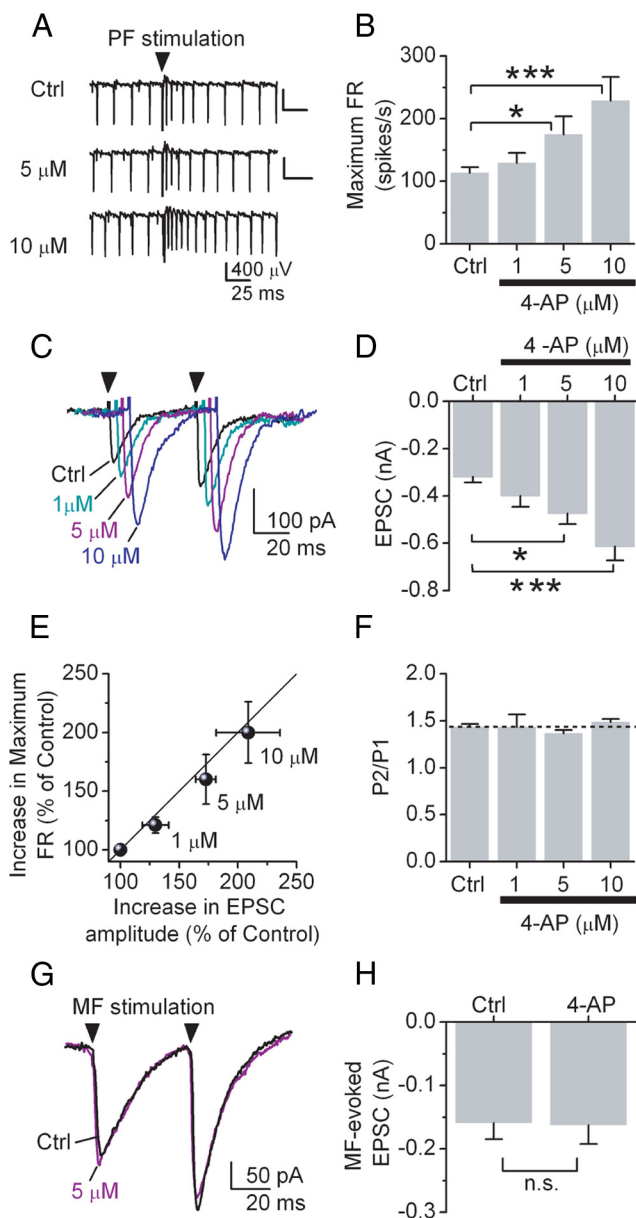 A
PF stimulation
Ctrl
5 μM
10 μM
400 μV
25 ms
B
Maximum FR
(spikes/s)
300
200
100
0
***
*
Ctrl 1 5 10
4-AP (μM)
C
Ctrl
1μM
5 μM
10 μM
100 pA
20 ms
D
4 -AP (μM)
Ctrl 1 5 10
EPSC (nA)
0.0
-0.2
-0.4
-0.6
-0.8
*
***
E
Increase in Maximum
FR (% of Control)
250
200
150
100
10 μM
5 μM
1 μM
100 150 200 250
Increase in EPSC
amplitude (% of Control)
F
P2/P1
2.0
1.5
1.0
0.5
0.0
Ctrl 1 5 10
4-AP (μM)
G
MF stimulation
Ctrl
5 μM
50 pA
20 ms
H
Ctrl 4-AP
MF-evoked
EPSC (nA)
0.0
-0.1
-0.2
-0.3
n.s.